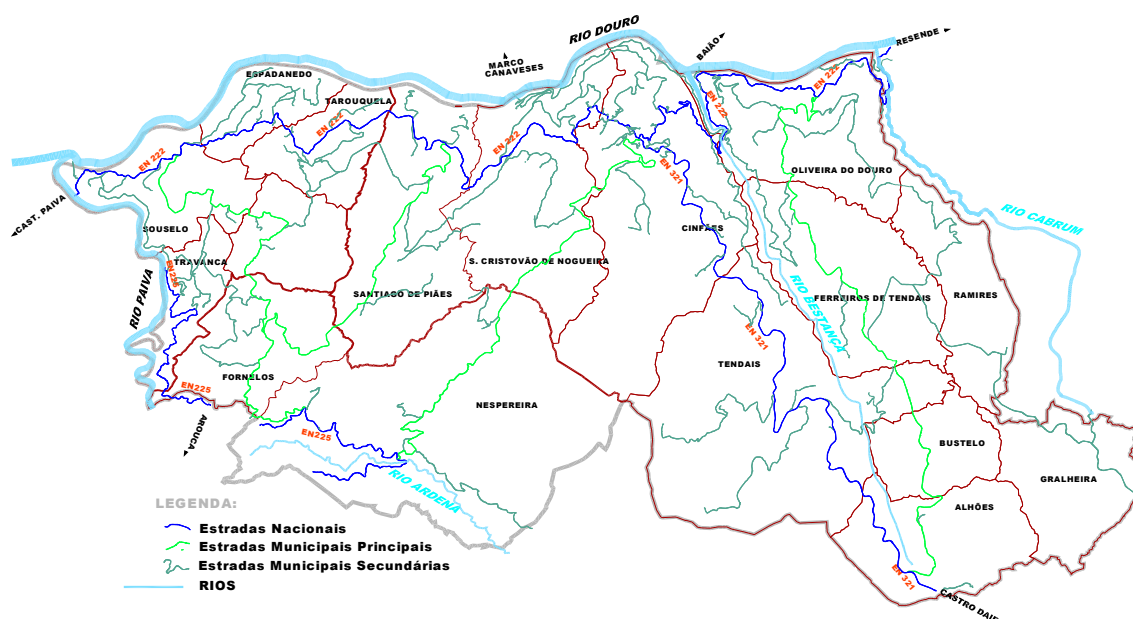 RIO DOURO
BAIÃO
RESENDE
MARCO
CANAVESES
ESPADANEDO
TAROUQUELA
EN 222
EN 222
EN 222
EN 222
EN 222
EN 321
OLIVEIRA DO DOURO
CAST. PAIVA
SOUSELO
RIO CABRUM
CINFÃES
TRAVANCA
EN225
S. CRISTOVÃO DE NOGUEIRA
RIO PAIVA
SANTIAGO DE PIÃES
RIO BESTANÇA
FERREIROS DE TENDAIS
RAMIRES
EN 321
TENDAIS
FORNELOS
EN225
NESPEREIRA
AROUCA
EN225
BUSTELO
RIO ARDENA
GRALHEIRA
ALHÕES
LEGENDA:
Estradas Nacionais
Estradas Municipais Principais
Estradas Municipais Secundárias
RIOS
EN 321
CASTRO DAIR